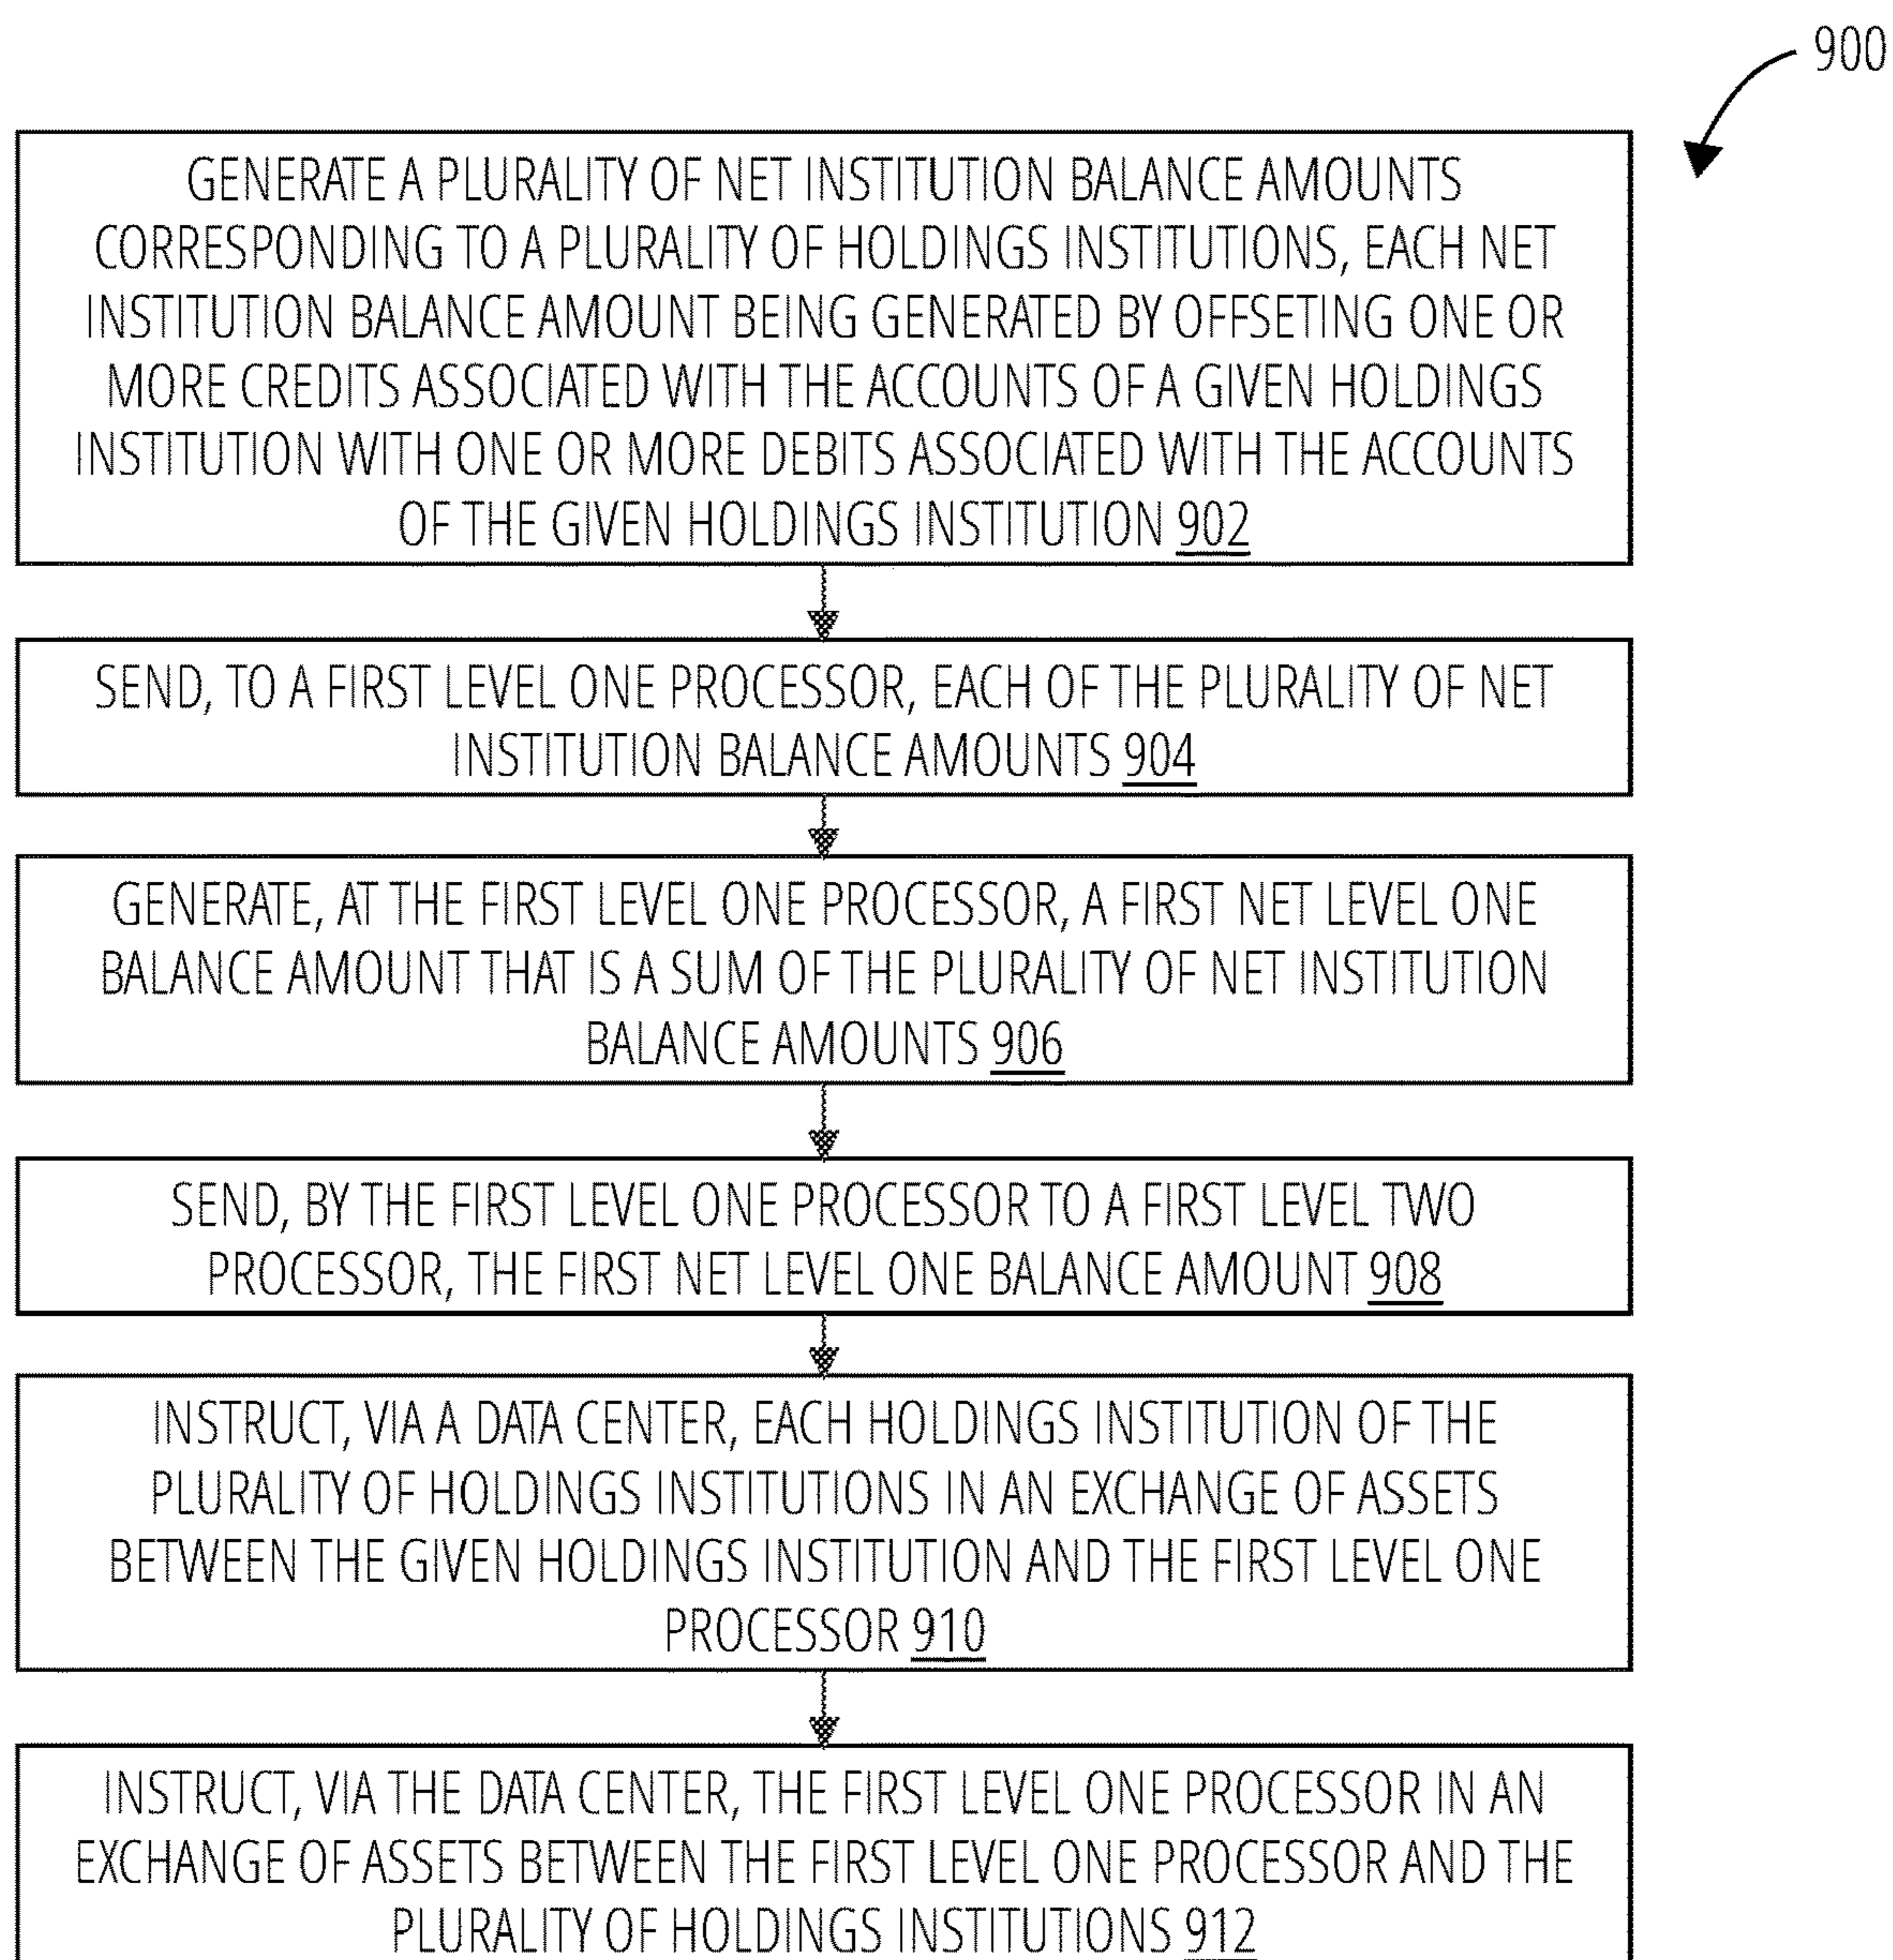 900
GENERATE A PLURALITY OF NET INSTITUTION BALANCE AMOUNTS
CORRESPONDING TO A PLURALITY OF HOLDINGS INSTITUTIONS, EACH NET
INSTITUTION BALANCE AMOUNT BEING GENERATED BY OFFSETING ONE OR
MORE CREDITS ASSOCIATED WITH THE ACCOUNTS OF A GIVEN HOLDINGS
INSTITUTION WITH ONE OR MORE DEBITS ASSOCIATED WITH THE ACCOUNTS
OF THE GIVEN HOLDINGS INSTITUTION 902
SEND, TO A FIRST LEVEL ONE PROCESSOR, EACH OF THE PLURALITY OF NET
INSTITUTION BALANCE AMOUNTS 904
GENERATE, AT THE FIRST LEVEL ONE PROCESSOR, A FIRST NET LEVEL ONE
BALANCE AMOUNT THAT IS A SUM OF THE PLURALITY OF NET INSTITUTION
BALANCE AMOUNTS 906
SEND, BY THE FIRST LEVEL ONE PROCESSOR TO A FIRST LEVEL TWO
PROCESSOR, THE FIRST NET LEVEL ONE BALANCE AMOUNT 908
INSTRUCT, VIA A DATA CENTER, EACH HOLDINGS INSTITUTION OF THE
PLURALITY OF HOLDINGS INSTITUTIONS IN AN EXCHANGE OF ASSETS
BETWEEN THE GIVEN HOLDINGS INSTITUTION AND THE FIRST LEVEL ONE
PROCESSOR 910
INSTRUCT, VIA THE DATA CENTER, THE FIRST LEVEL ONE PROCESSOR IN AN
EXCHANGE OF ASSETS BETWEEN THE FIRST LEVEL ONE PROCESSOR AND THE
PLURALITY OF HOLDINGS INSTITUTIONS 912